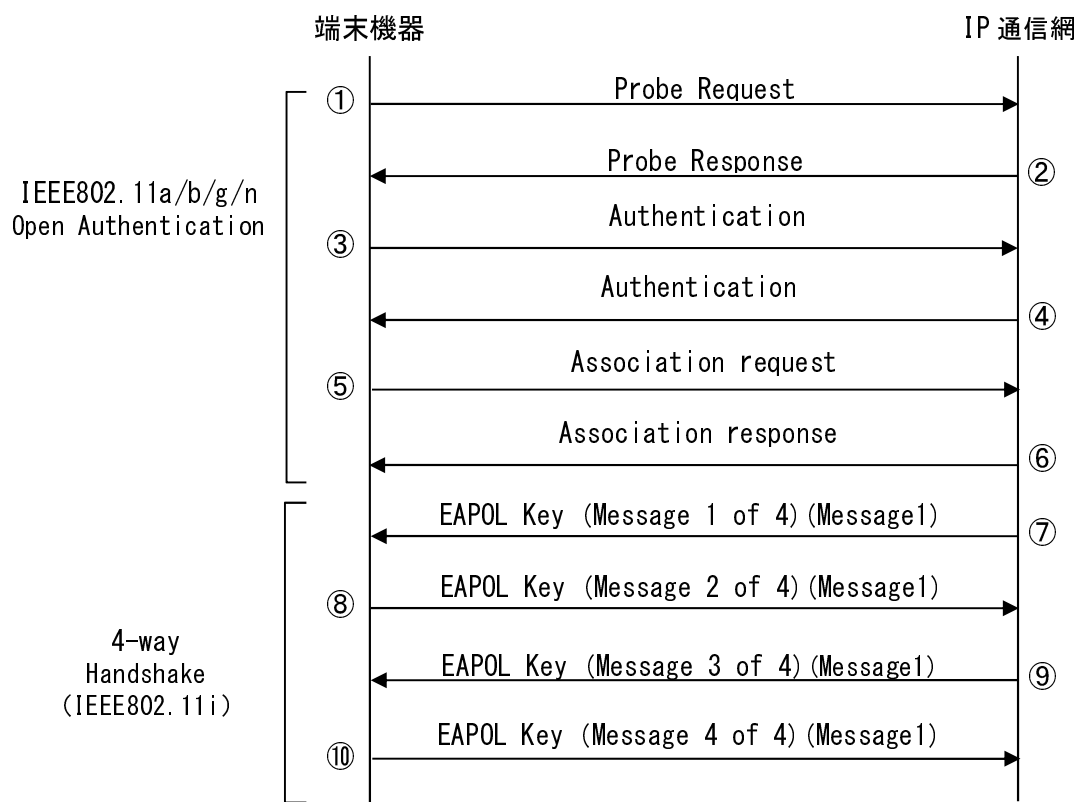 端末機器
IP通信網
① Probe Request
Probe Response ②
IEEE802.11a/b/g/n
Open Authentication
③ Authentication
Authentication ④
⑤ Association request
Association response ⑥
EAPOL Key (Message 1 of 4)(Message1) ⑦
⑧ EAPOL Key (Message 2 of 4)(Message1)
4-way
Handshake
(IEEE802.11i)
EAPOL Key (Message 3 of 4)(Message1) ⑨
⑩ EAPOL Key (Message 4 of 4)(Message1)